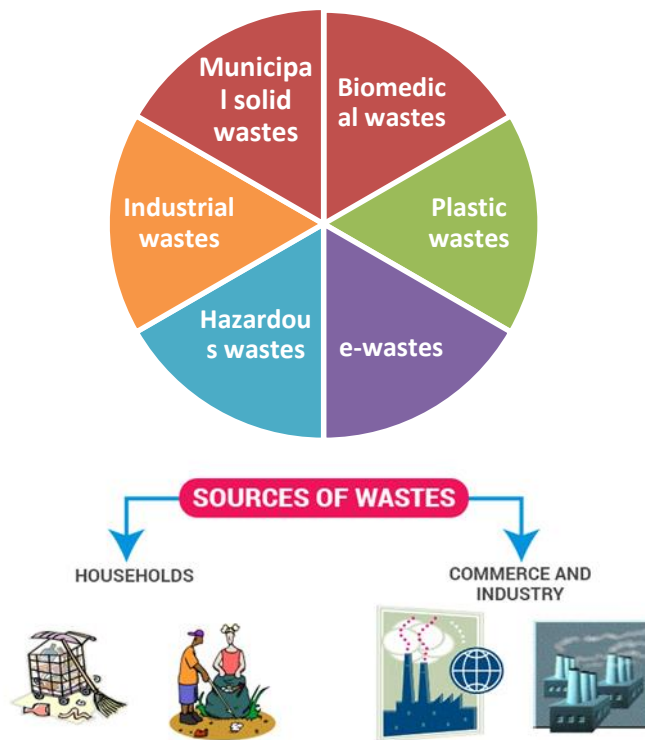 Municipa
l solid
wastes
Biomedic
al wastes
Industrial
wastes
Plastic
wastes
Hazardou
s wastes
e-wastes
SOURCES OF WASTES
HOUSEHOLDS
COMMERCE AND
INDUSTRY